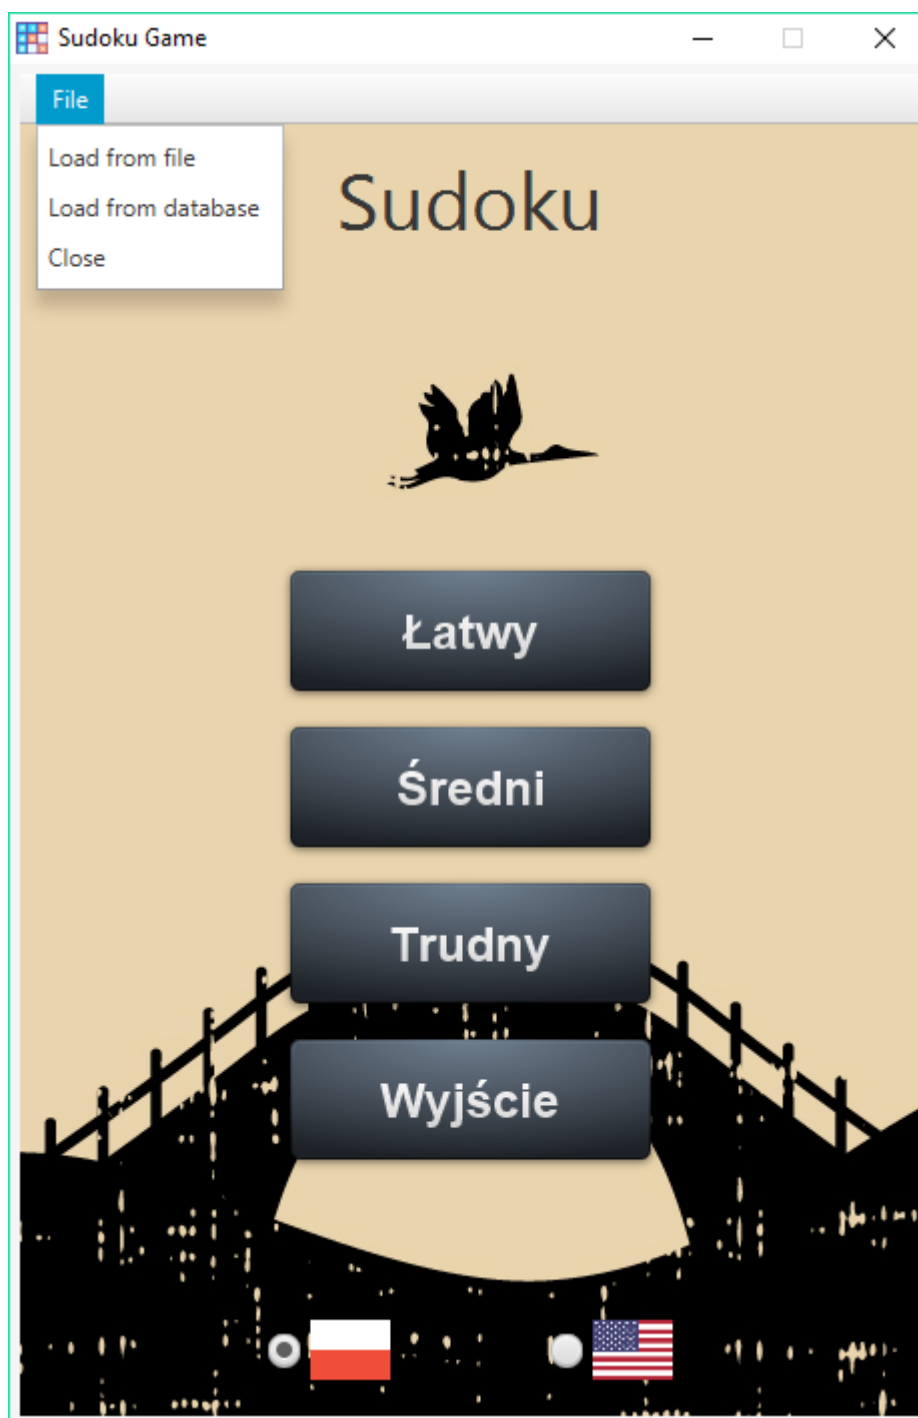 Sudoku Game
File
Load from file
Load from database
Close
Sudoku
Łatwy
Średni
Trudny
Wyjście